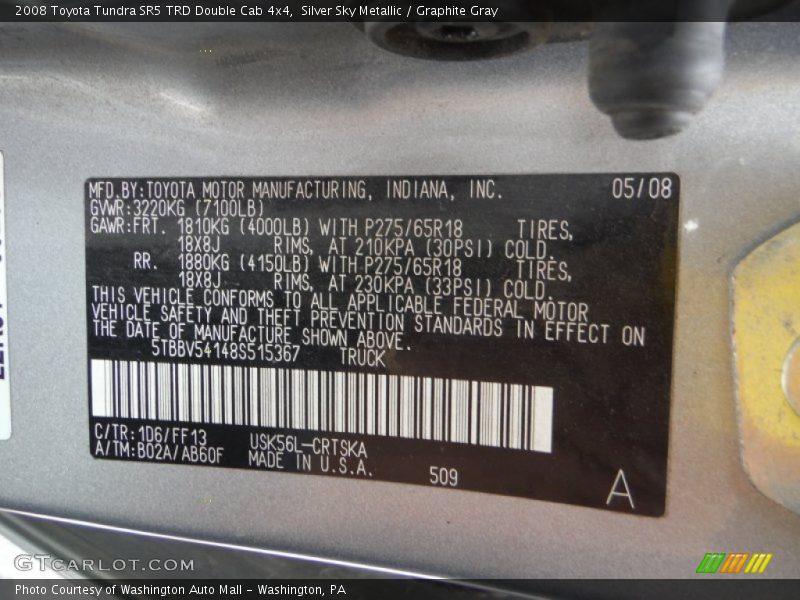 2008 Toyota Tundra SR5 TRD Double Cab 4x4, Silver Sky Metallic / Graphite Gray
MFD.BY:TOYOTA MOTOR MANUFACTURING, INDIANA, INC. 05/08
GVWR:3220KG (7100LB)
GAWR:FRT. 1810KG (4000LB) WITH P275/65R18 TIRES,
18X8J RIMS, AT 210KPA (30PSI) COLD.
RR. 1880KG (4150LB) WITH P275/65R18 TIRES,
18X8J RIMS, AT 230KPA (33PSI) COLD.
THIS VEHICLE CONFORMS TO ALL APPLICABLE FEDERAL MOTOR
VEHICLE SAFETY AND THEFT PREVENTION STANDARDS IN EFFECT ON
THE DATE OF MANUFACTURE SHOWN ABOVE.
5TBBV54148S515367 TRUCK
C/TR:1D6/FF13 USK56L-CRTSKA
A/TM:B02A/AB60F MADE IN U.S.A. 509 A
GTCARLOT.COM
Photo Courtesy of Washington Auto Mall - Washington, PA